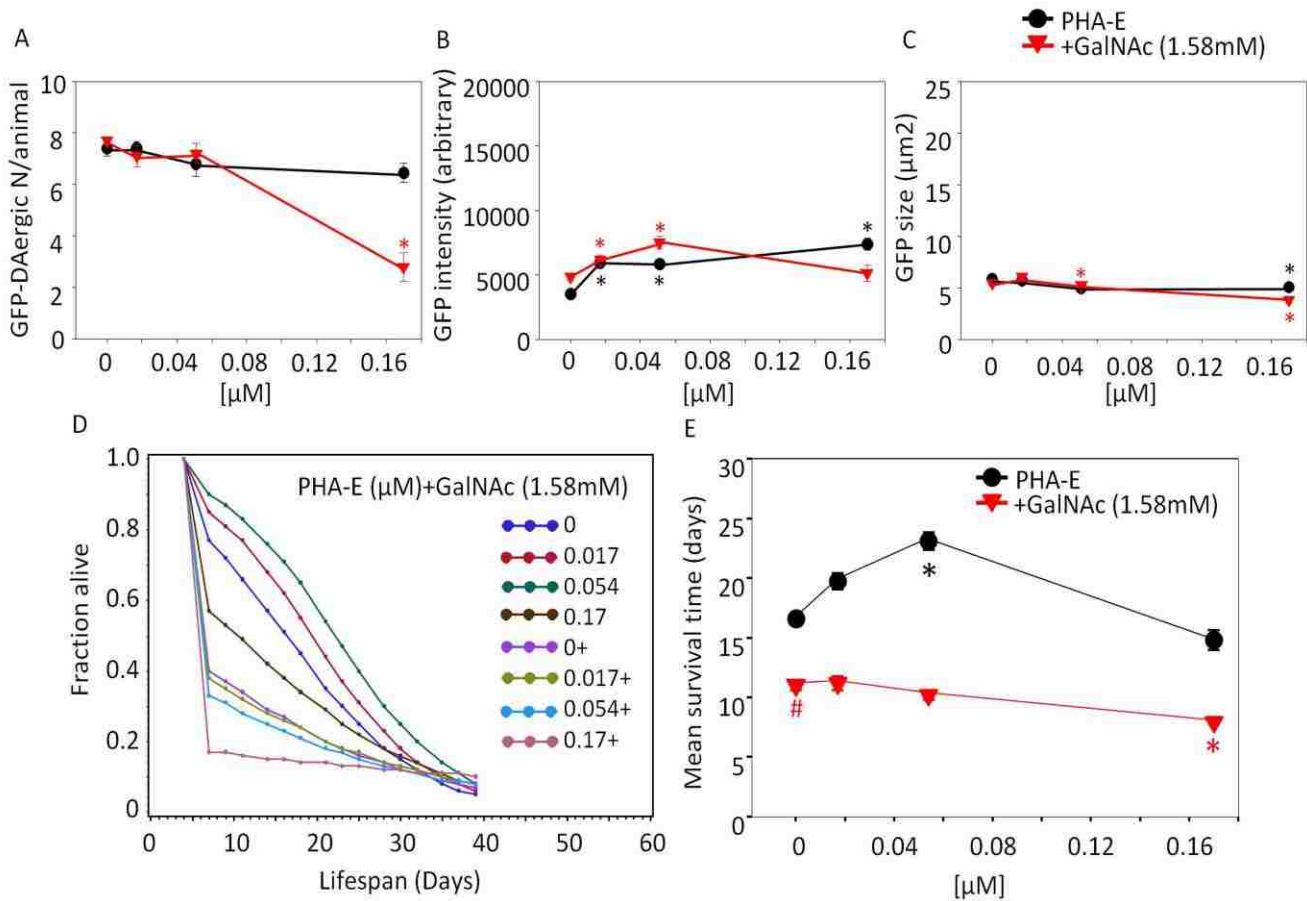 PHA-E
+GalNAc (1.58mM)
A
GFP-DAergic N/animal
10
8
6
4
2
0
0 0.04 0.08 0.12 0.16
[µM]
B
GFP intensity (arbitrary)
20000
15000
10000
5000
0
0 0.04 0.08 0.12 0.16
[µM]
C
GFP size (µm2)
25
20
15
10
5
0
0 0.04 0.08 0.12 0.16
[µM]
*
* * * * *
* * *
D
Fraction alive
1.0
0.8
0.6
0.4
0.2
0
0 10 20 30 40 50 60
Lifespan (Days)
PHA-E (µM)+GalNAc (1.58mM)
0
0.017
0.054
0.17
0+
0.017+
0.054+
0.17+
E
Mean survival time (days)
30
25
20
15
10
5
0
PHA-E
+GalNAc (1.58mM)
*
#
*
0 0.04 0.08 0.12 0.16
[µM]